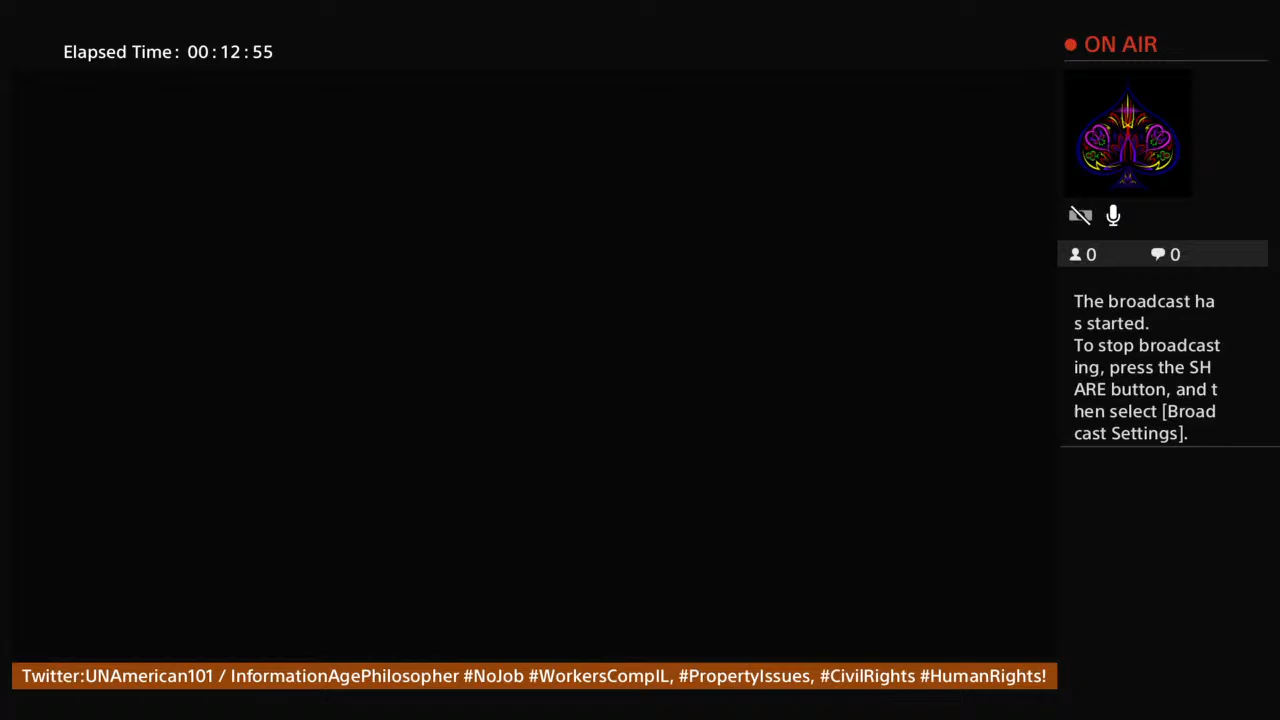 Elapsed Time: 00:12:55
ON AIR
0 0
The broadcast ha
s started.
To stop broadcast
ing, press the SH
ARE button, and t
hen select [Broad
cast Settings].
Twitter:UNAmerican101 / InformationAgePhilosopher #NoJob #WorkersCompIL, #PropertyIssues, #CivilRights #HumanRights!